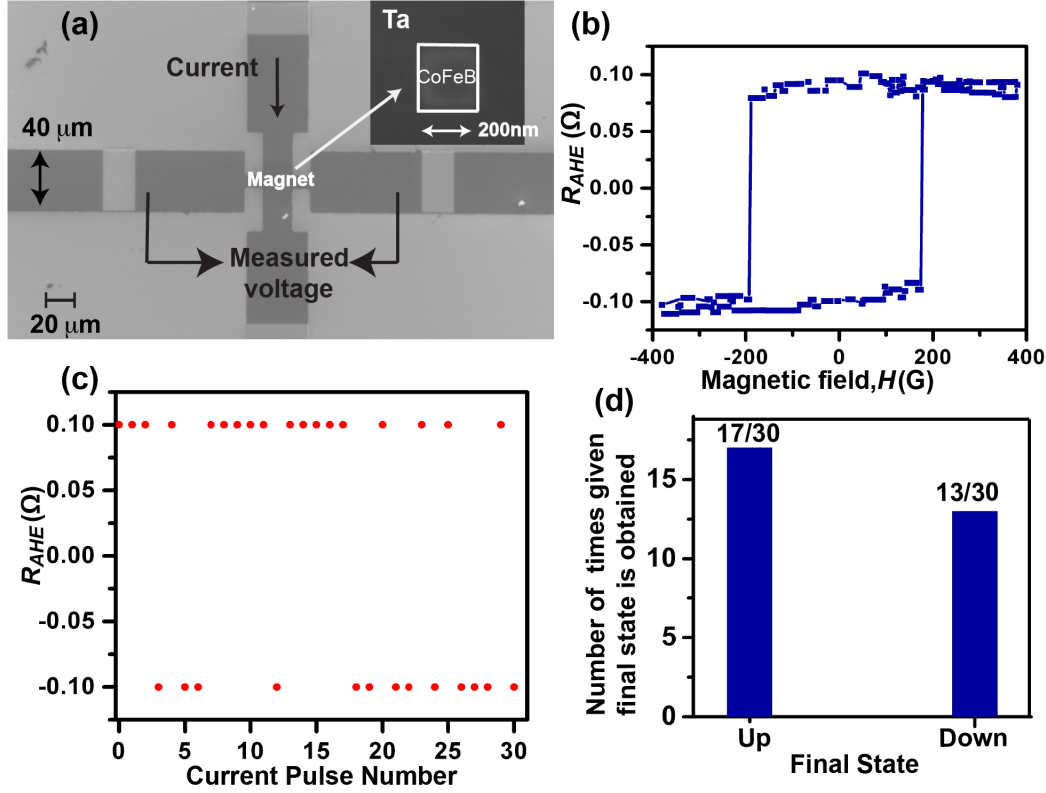 (a)
Ta
CoFeB
200nm
Current
40 μm
Magnet
Measured
voltage
20 μm
(b)
R_AHE (Ω)
0.10
0.05
0.00
-0.05
-0.10
-400
-200
0
200
400
Magnetic field,H(G)
(c)
R_AHE (Ω)
0.10
0.05
0.00
-0.05
-0.10
0
5
10
15
20
25
30
Current Pulse Number
(d)
Number of times given
final state is obtained
15
10
5
0
17/30
13/30
Up
Down
Final State